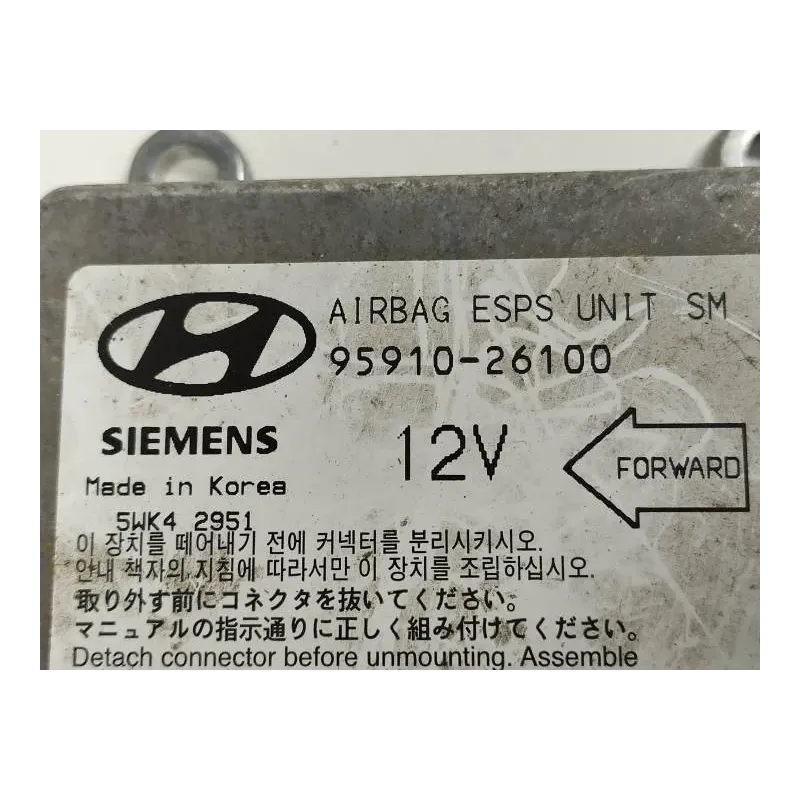 AIRBAG ESPS UNIT SM
95910-26100
SIEMENS
12V
FORWARD
Made in Korea
5WK4 2951
이 장치를 떼어내기 전에 커넥터를 분리시키시오.
안내 책자의 지침에 따라서만 이 장치를 조립하십시오.
取り外す前にコネクタを抜いてください。
マニュアルの指示通りに正しく組み付けてください。
Detach connector before unmounting. Assemble